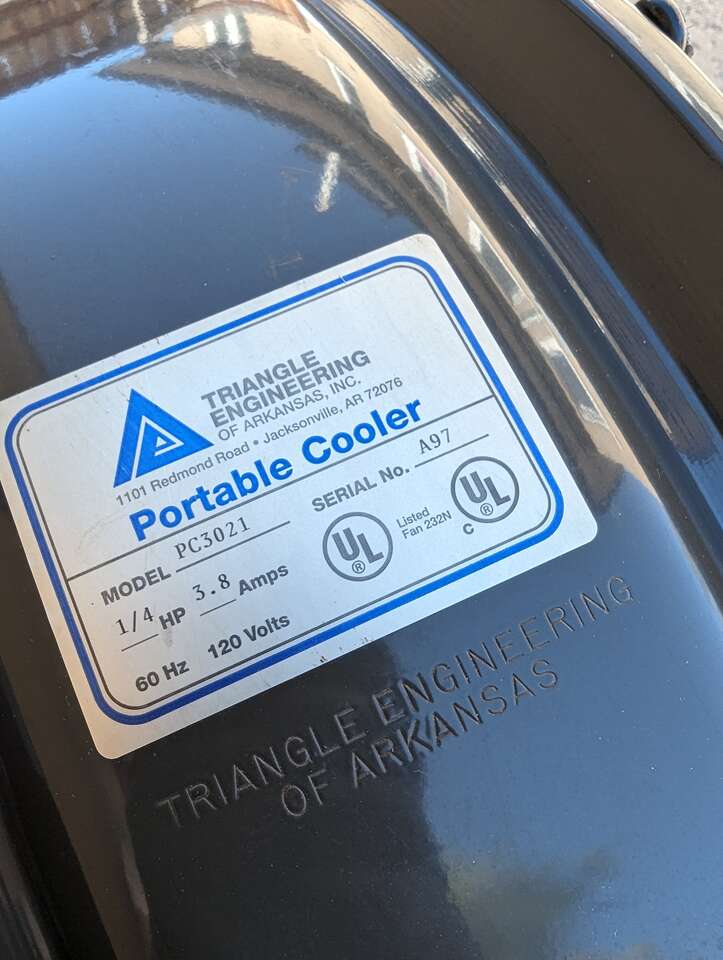 TRIANGLE
ENGINEERING
OF ARKANSAS, INC.
1101 Redmond Road • Jacksonville, AR 72076
Portable Cooler
MODEL PC3021 SERIAL No. A97
1/4 HP 3.8 Amps
60 Hz 120 Volts
UL ®
Listed
Fan 232N
C UL ®
TRIANGLE ENGINEERING
OF ARKANSAS